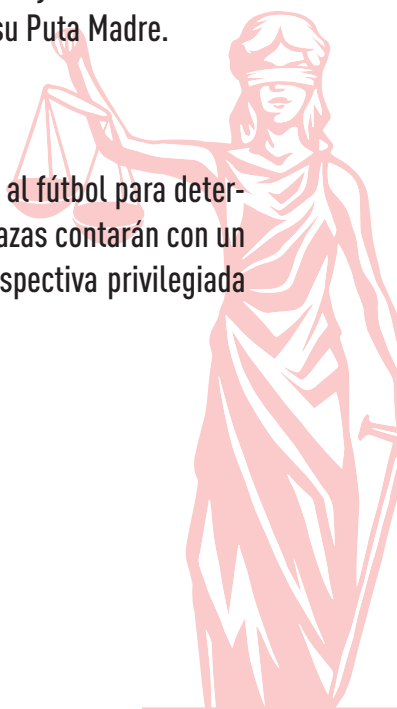 su Puta Madre.
al fútbol para deter-
azas contarán con un
spectiva privilegiada